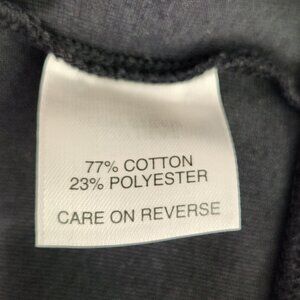 77% COTTON
23% POLYESTER
CARE ON REVERSE